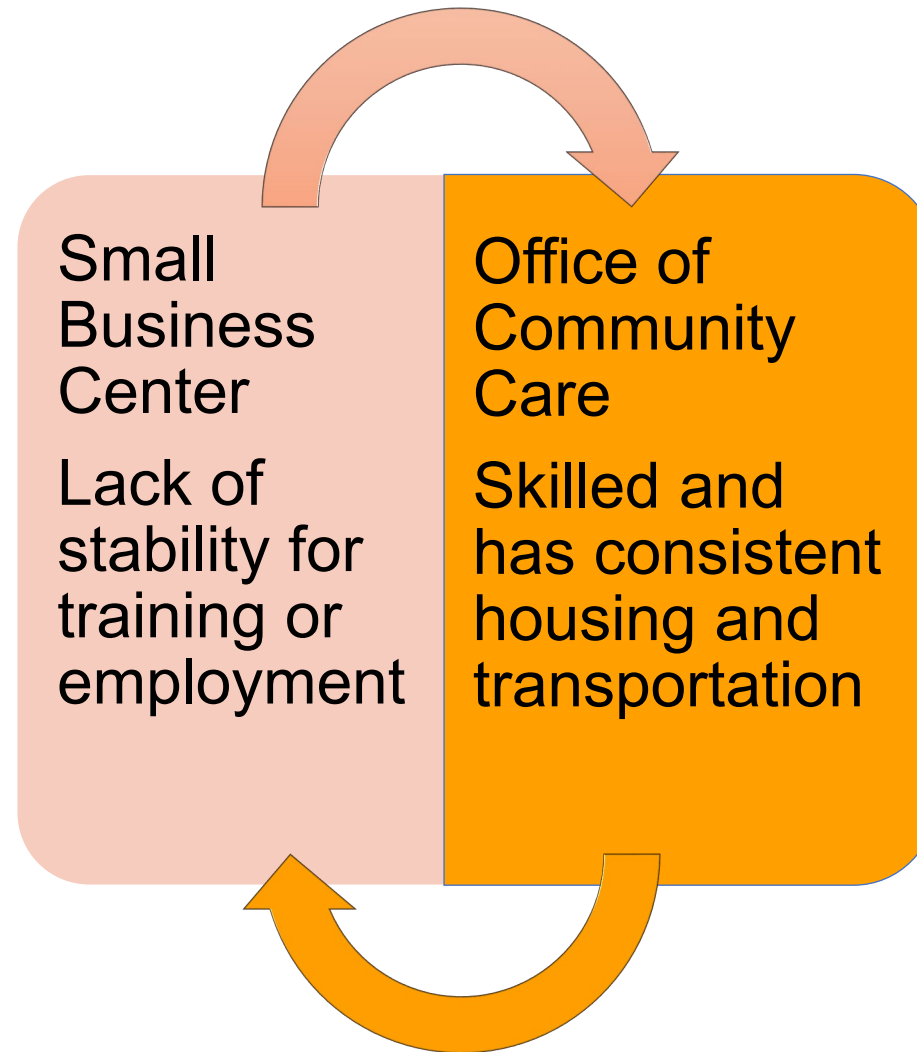 Small
Business
Center
Lack of
stability for
training or
employment
Office of
Community
Care
Skilled and
has consistent
housing and
transportation